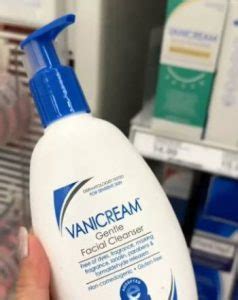 VANICREAM
DERMATOLOGIST TESTED
FOR SENSITIVE SKIN
VANICREAM™
Gentle
Facial Cleanser
Free of dyes, fragrance, masking
fragrance, lanolin, parabens &
formaldehyde releasers
Non-comedogenic • Gluten Free